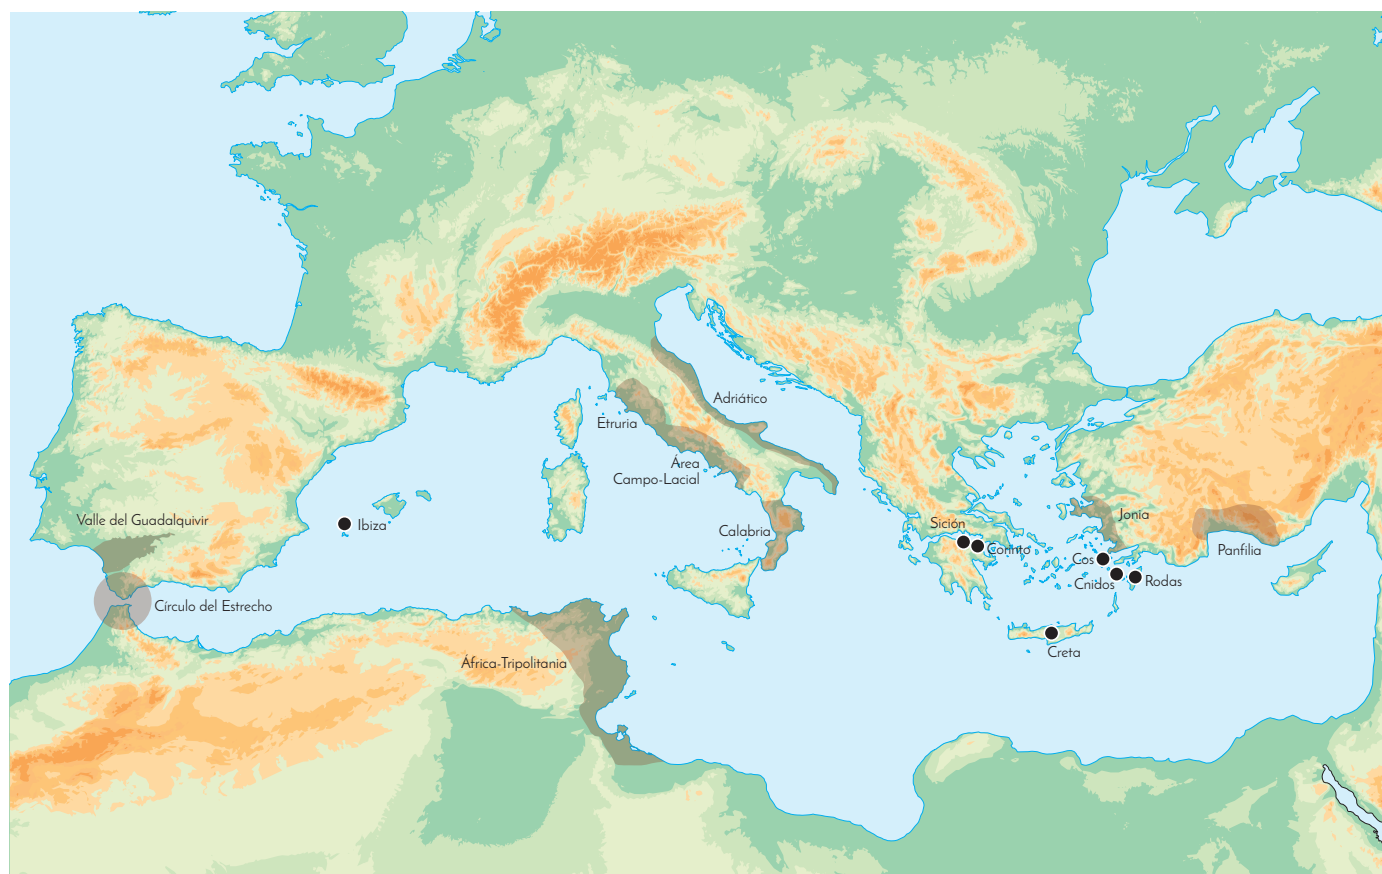 Adriático
Etruria
Área
Campo-Lacial
Valle del Guadalquivir
Ibiza
Calabria
Sición
Corinto
Jonia
Panfilia
Cos
Cnidos
Rodas
Círculo del Estrecho
Creta
África-Tripolitania